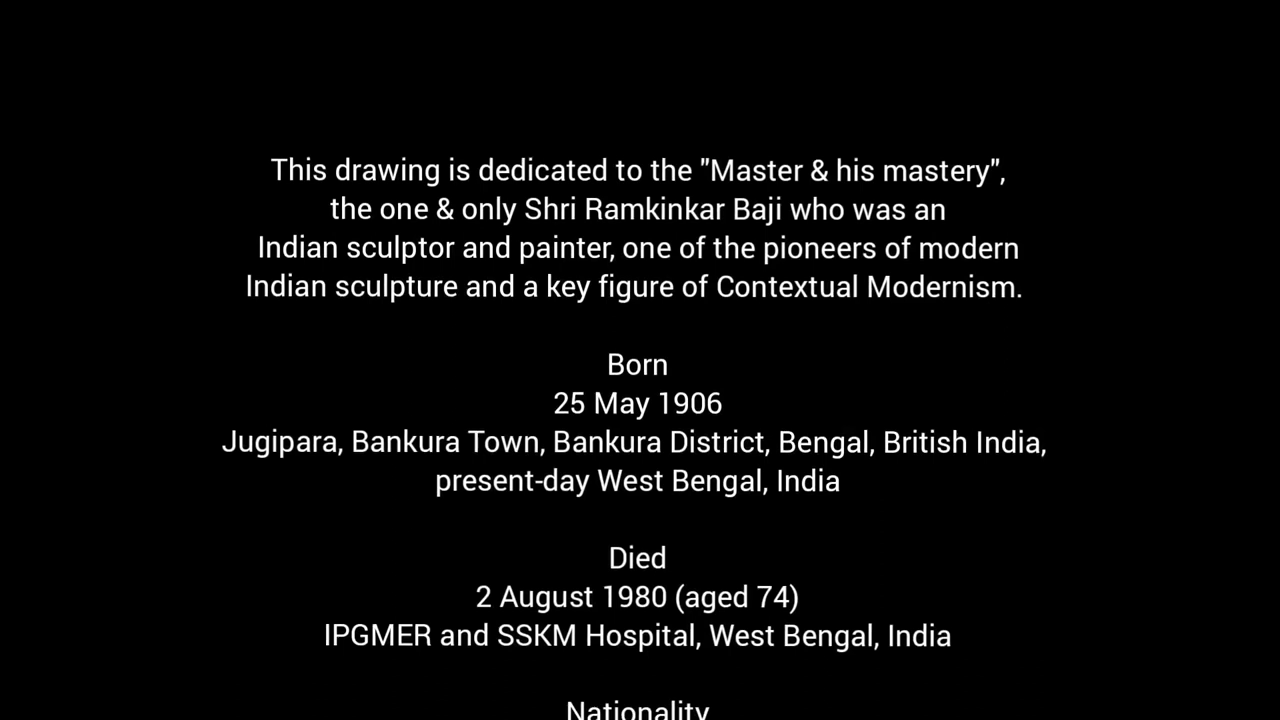 This drawing is dedicated to the "Master & his mastery",
the one & only Shri Ramkinkar Baji who was an
Indian sculptor and painter, one of the pioneers of modern
Indian sculpture and a key figure of Contextual Modernism.
Born
25 May 1906
Jugipara, Bankura Town, Bankura District, Bengal, British India,
present-day West Bengal, India
Died
2 August 1980 (aged 74)
IPGMER and SSKM Hospital, West Bengal, India
Nationality